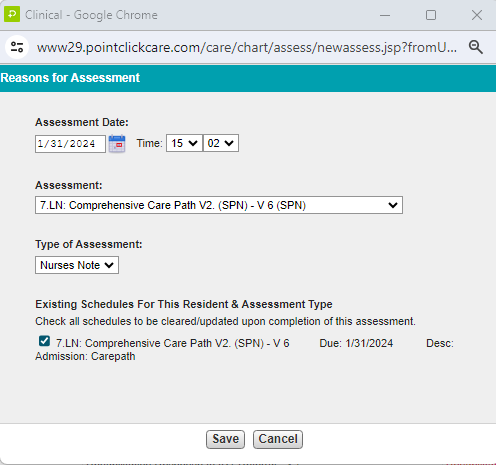 Clinical - Google Chrome
www29.pointclickcare.com/care/chart/assess/newassess.jsp?fromU...
Reasons for Assessment
Assessment Date:
1/31/2024 Time: 15 02
Assessment:
7.LN: Comprehensive Care Path V2. (SPN) - V 6 (SPN)
Type of Assessment:
Nurses Note
Existing Schedules For This Resident & Assessment Type
Check all schedules to be cleared/updated upon completion of this assessment.
7.LN: Comprehensive Care Path V2. (SPN) - V 6 Due: 1/31/2024 Desc:
Admission: Carepath
Save Cancel